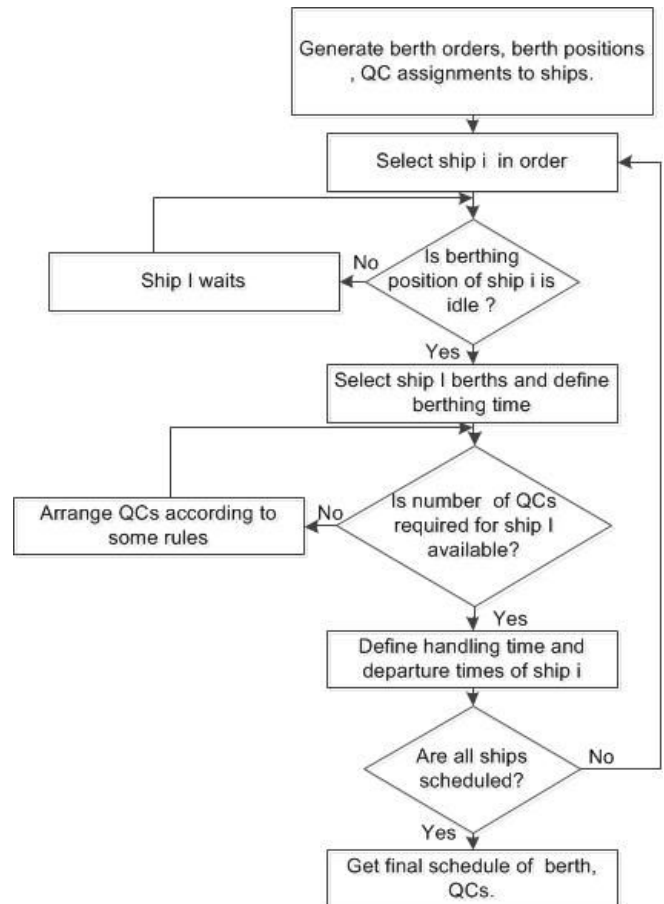 Generate berth orders, berth positions
, QC assignments to ships.
Select ship i in order
Is berthing
position of ship i is
idle ?
No
Ship I waits
Yes
Select ship I berths and define
berthing time
Is number of QCs
required for ship I
available?
No
Arrange QCs according to
some rules
Yes
Define handling time and
departure times of ship i
Are all ships
scheduled?
No
Yes
Get final schedule of berth,
QCs.